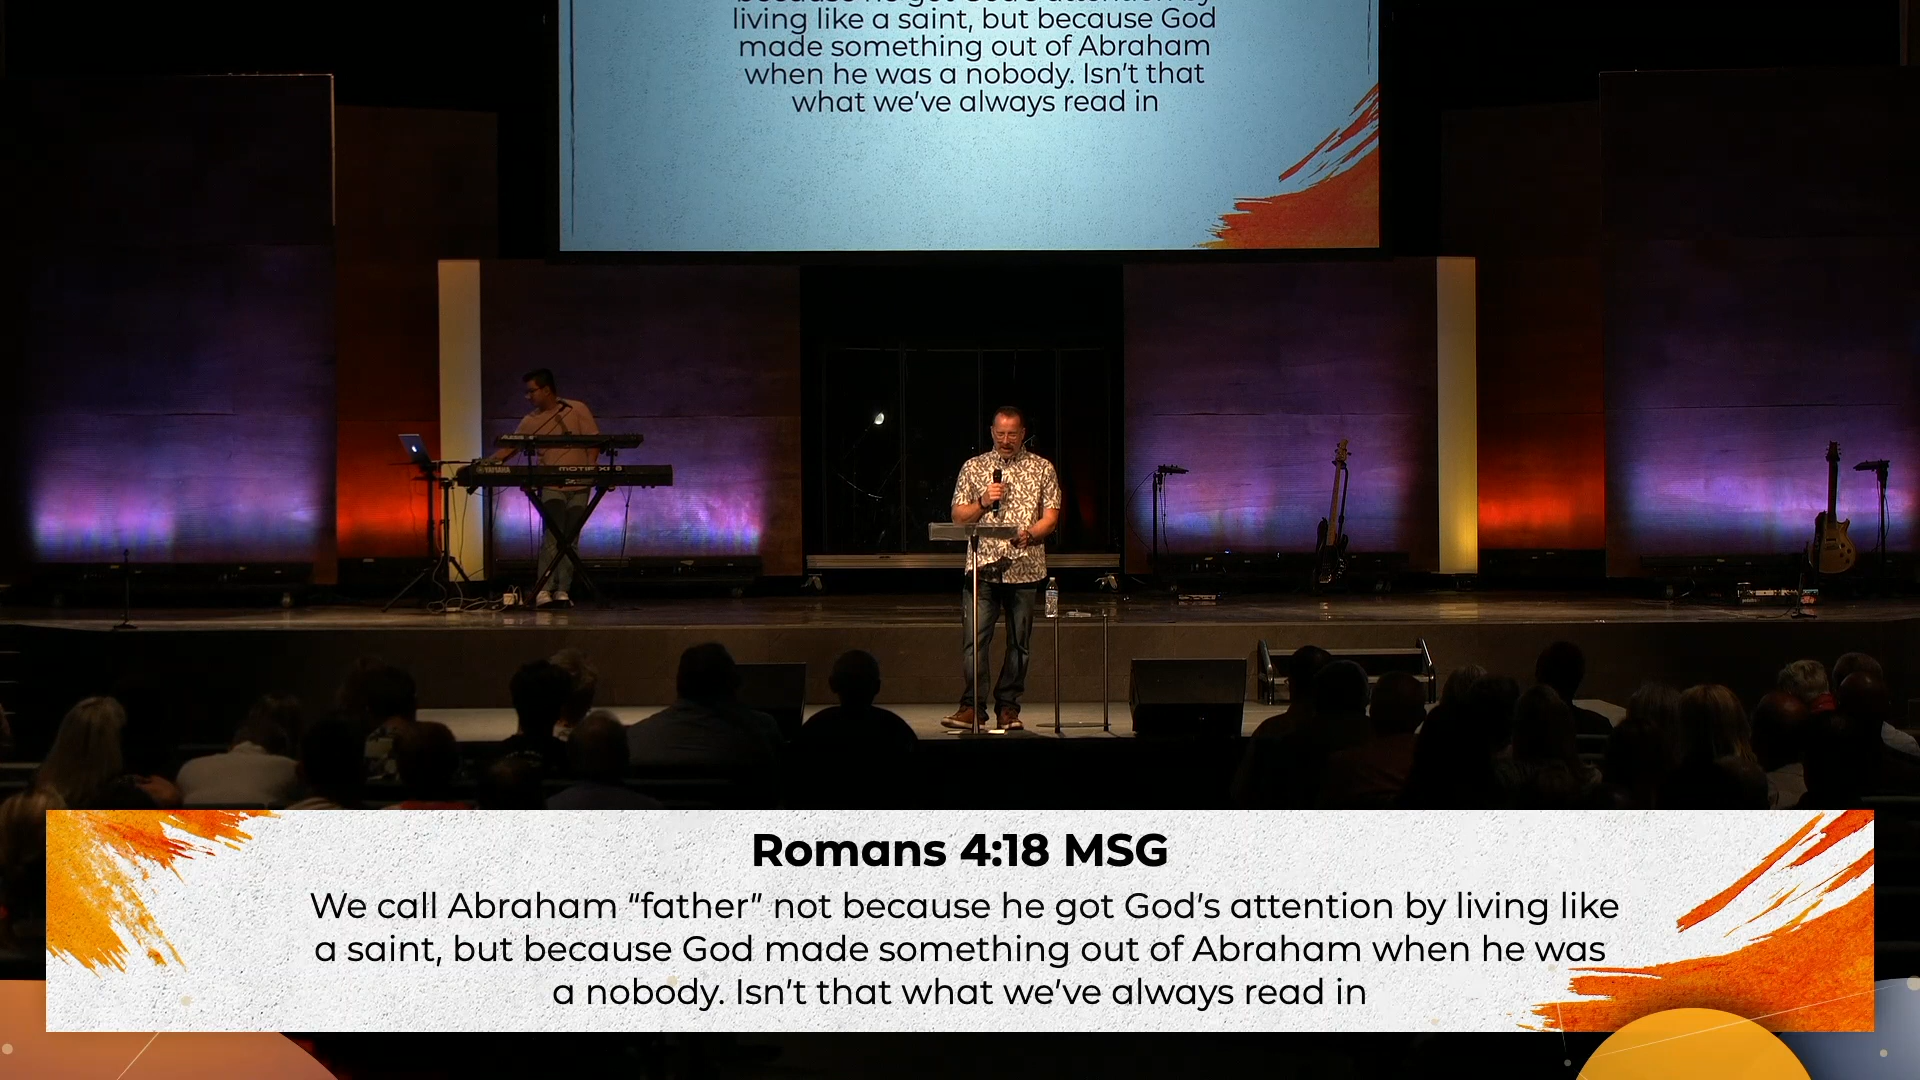 living like a saint, but because God
made something out of Abraham
when he was a nobody. Isn't that
what we've always read in
YAMAHA
MOTIF XF8
Romans 4:18 MSG
We call Abraham “father” not because he got God's attention by living like
a saint, but because God made something out of Abraham when he was
a nobody. Isn't that what we've always read in